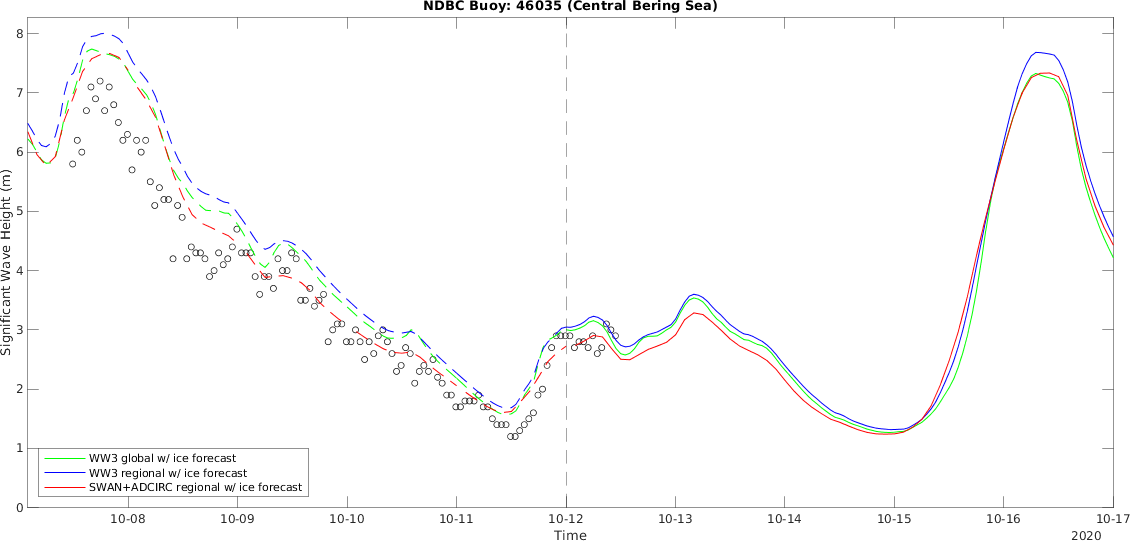 NDBC Buoy: 46035 (Central Bering Sea)
Significant Wave Height (m)
8
7
6
5
4
3
2
1
0
WW3 global w/ ice forecast
WW3 regional w/ ice forecast
SWAN+ADCIRC regional w/ ice forecast
10-08 10-09 10-10 10-11 10-12 10-13 10-14 10-15 10-16 10-17
Time
2020